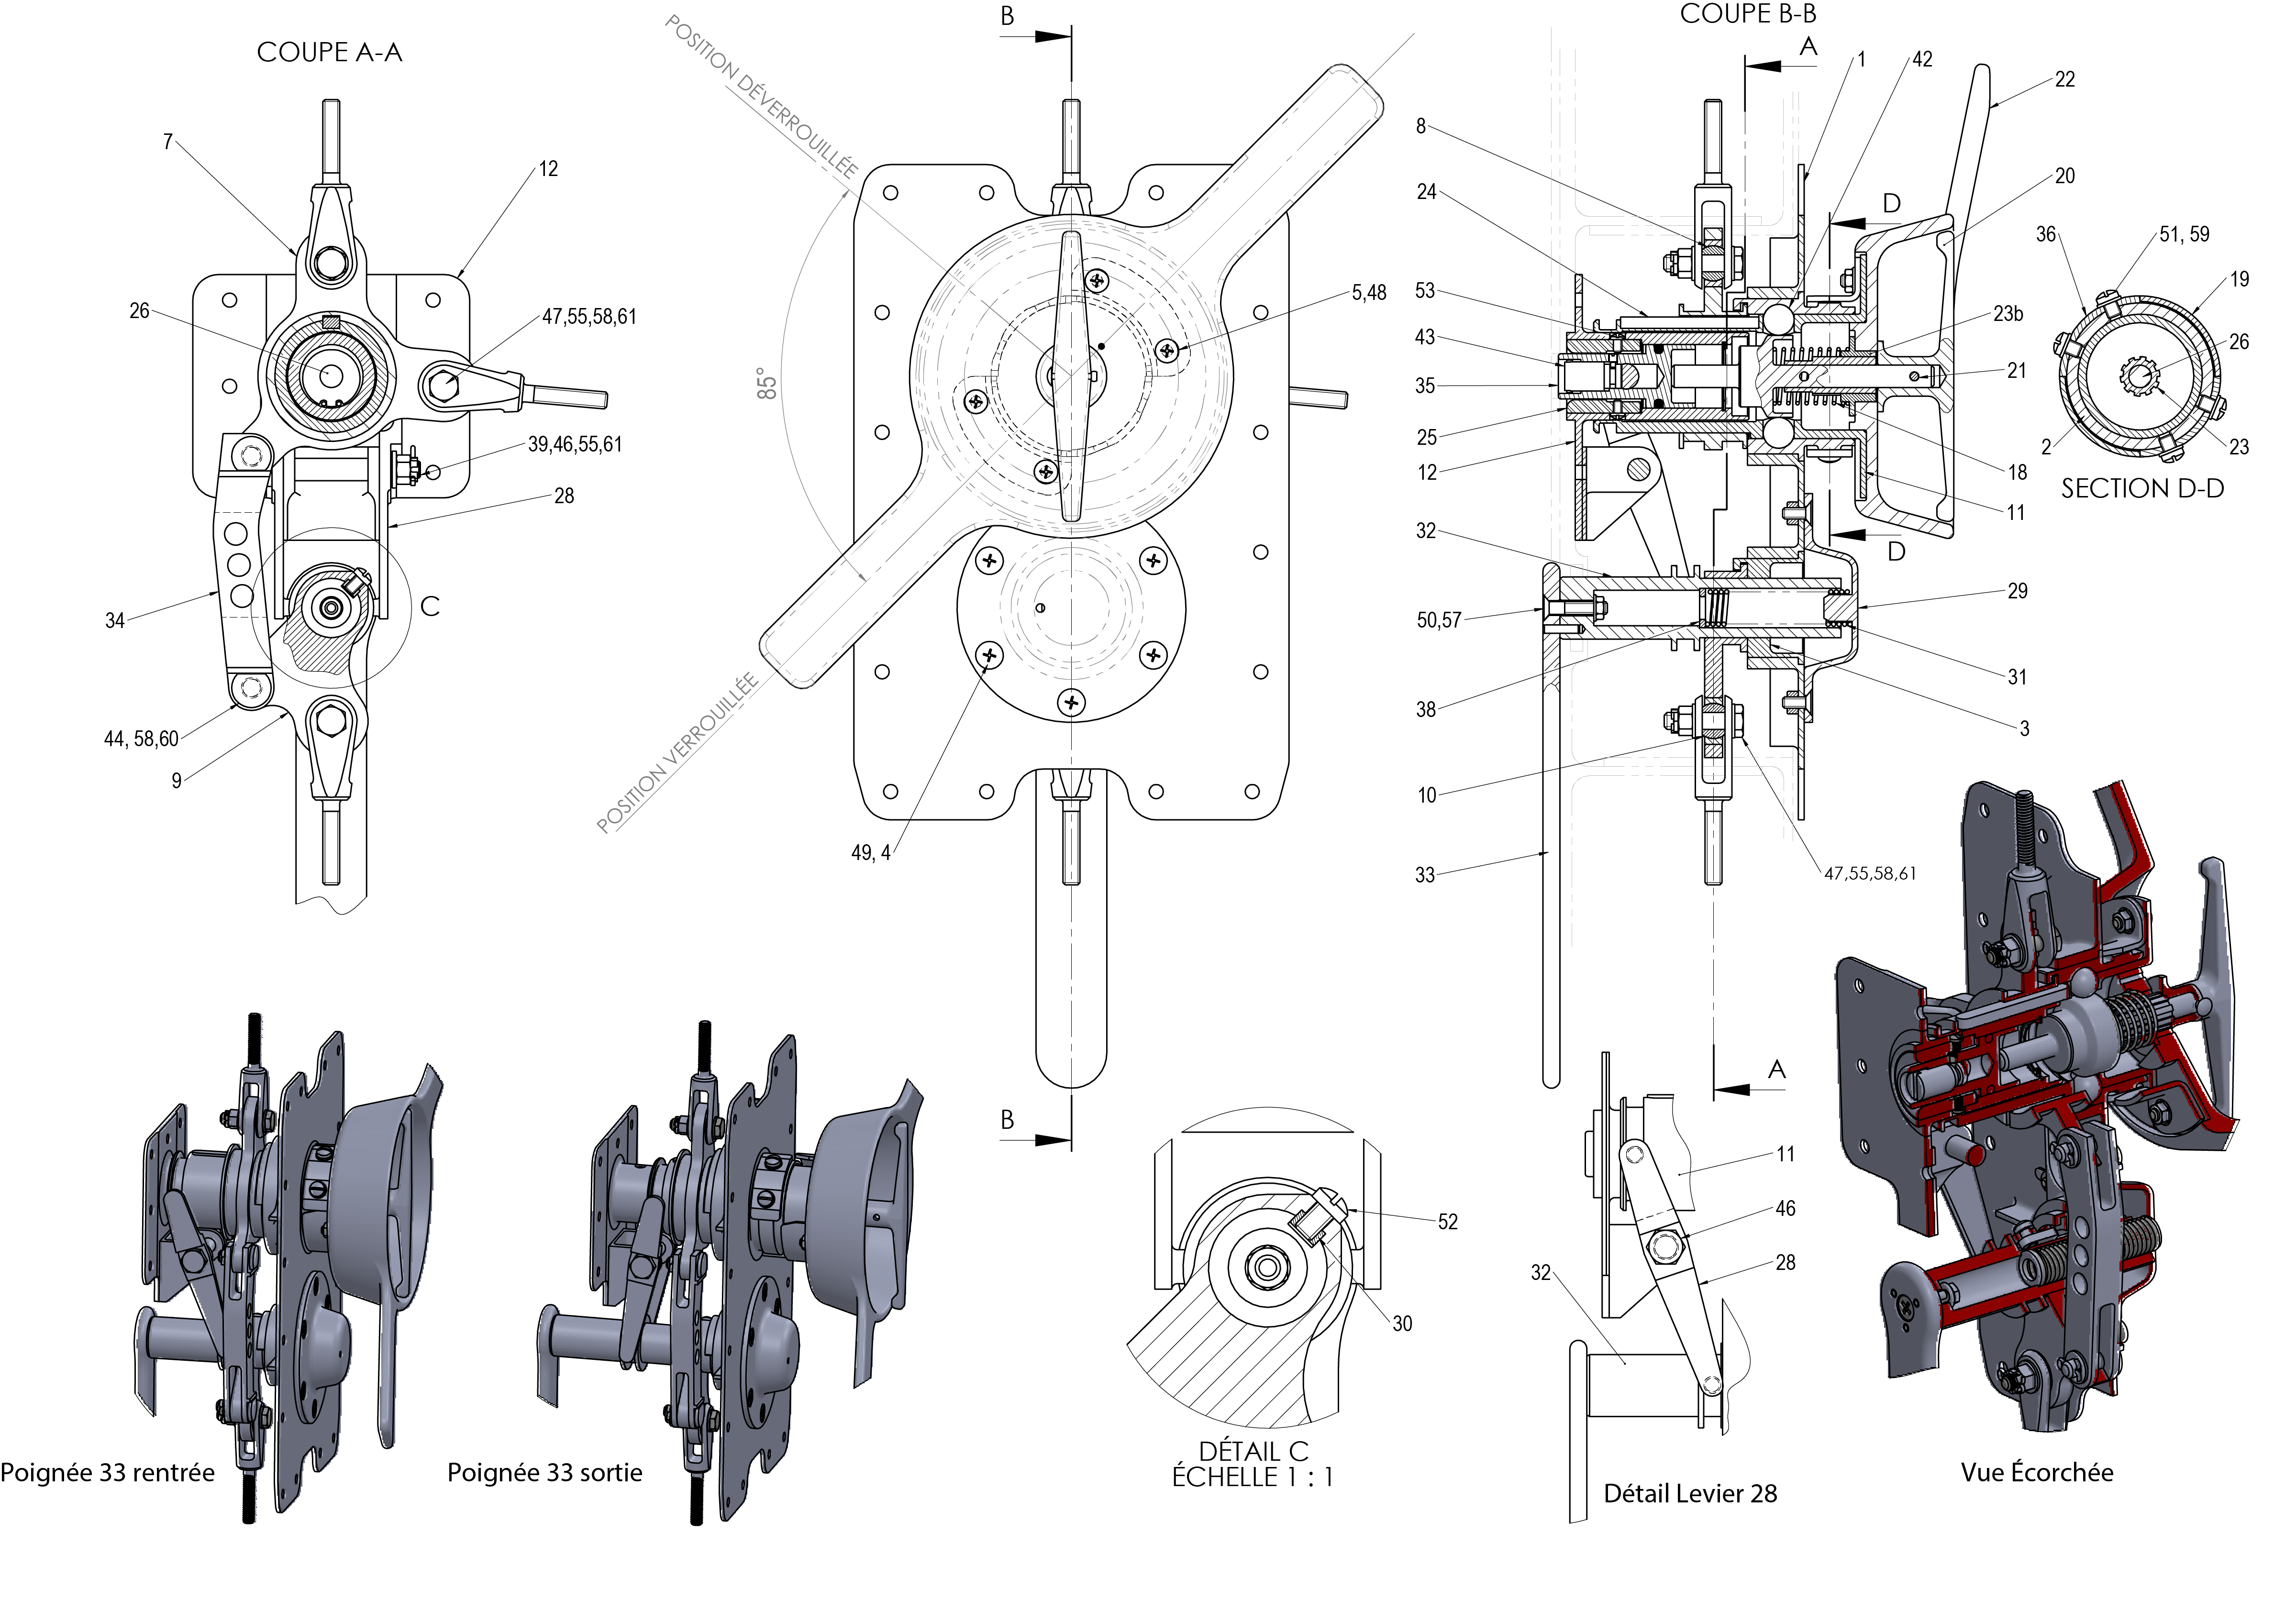 COUPE A-A
7
12
26
47,55,58,61
39,46,55,61
28
34
C
44, 58,60
9
B
POSITION DÉVERROUILLÉE
85°
5,48
POSITION VERROUILLÉE
49, 4
B
COUPE B-B
A
1
42
22
8
24
20
D
53
43
35
25
12
23b
21
18
11
D
32
50,57
29
31
38
3
10
33
47,55,58,61
A
36
51, 59
19
26
2
23
SECTION D-D
Poignée 33 rentrée
Poignée 33 sortie
52
30
DÉTAIL C
ÉCHELLE 1 : 1
11
46
28
32
Détail Levier 28
Vue Écorchée